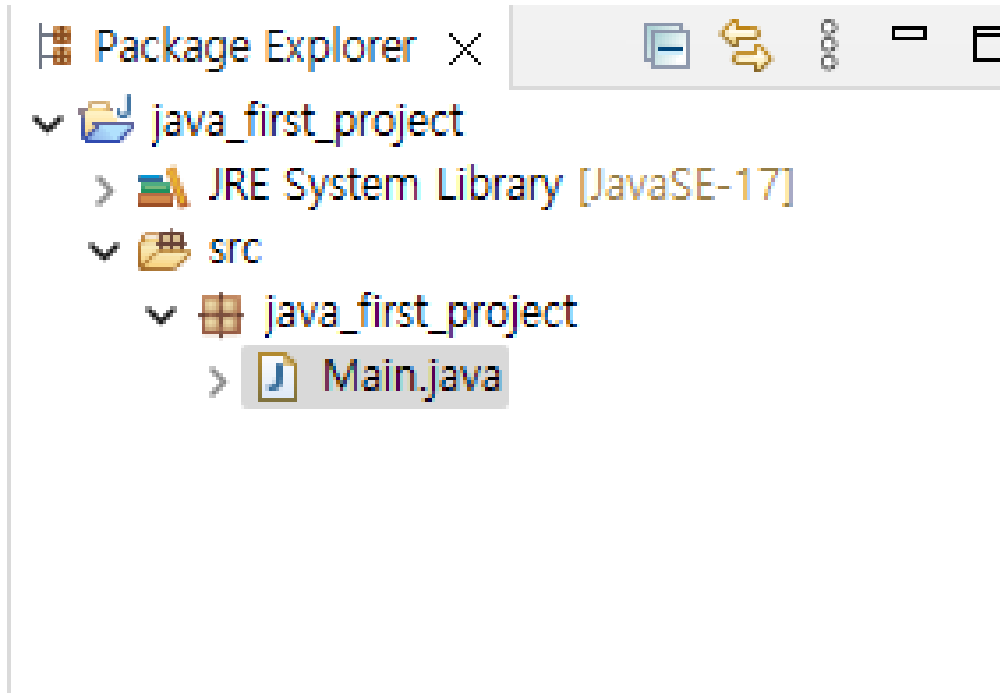 Package Explorer
java_first_project
JRE System Library [JavaSE-17]
src
java_first_project
Main.java